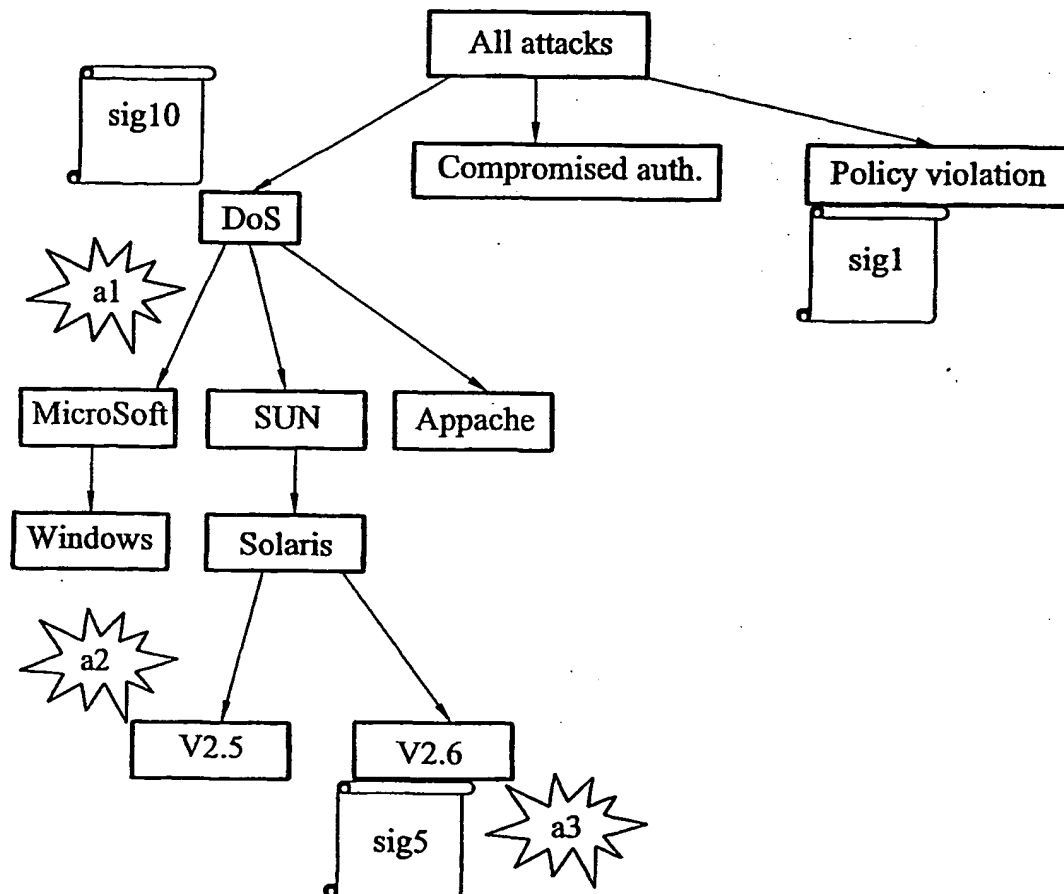 All attacks
sig10
Compromised auth.
Policy violation
DoS
sig1
a1
MicroSoft
SUN
Appache
Windows
Solaris
a2
V2.5
V2.6
sig5
a3